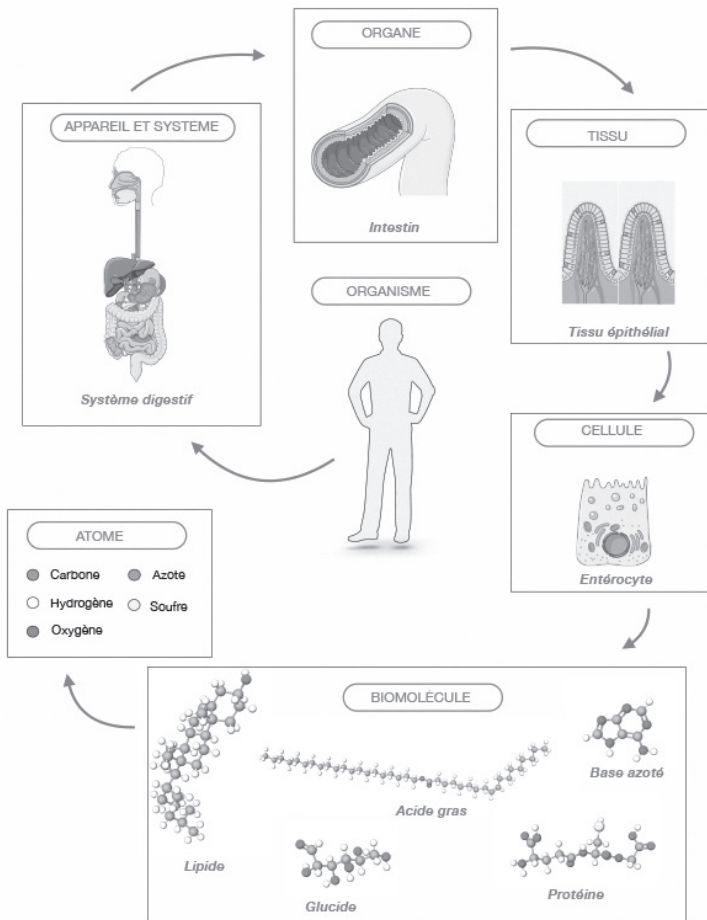 ORGANE
Intestin
APPAREIL ET SYSTEME
Système digestif
TISSU
Tissu épithélial
ORGANISME
CELLULE
Entérocyte
ATOME
Carbone
Azote
Hydrogène
Soufre
Oxygène
BIOMOLÉCULE
Base azoté
Acide gras
Lipide
Glucide
Protéine